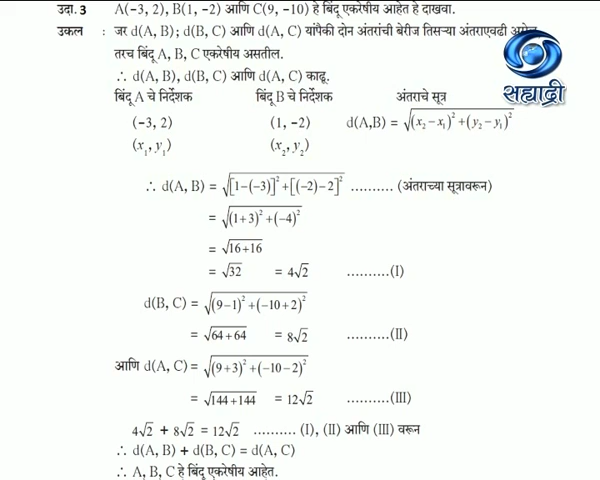 उदा. 3 A(-3, 2), B(1, -2) आणि C(9, -10) हे बिंदू एकरेषीय आहेत हे दाखवा.
उकल : जर d(A, B) ; d(B, C) आणि d(A, C) यांपैकी दोन अंतरांची बेरीज तिसऱ्या अंतराएवढी
तरच बिंदू A, B, C एकरेषीय असतील.
सह्याद्री
∴ d(A, B), d(B, C) आणि d(A, C) काढू.
बिंदू A चे निर्देशक बिंदू B चे निर्देशक अंतराचे सूत्र
(-3, 2) (1, -2) d(A,B) = √(x₂-x₁)²+(y₂-y₁)²
(x₁, y₁) (x₂, y₂)
∴ d(A, B) = √[1-(-3)]²+[(-2)-2]² .......... (अंतराच्या सूत्रावरून)
= √(1+3)²+(-4)²
= √16+16
= √32 = 4√2 ..........(I)
d(B, C) = √(9-1)²+(-10+2)²
= √64+64 = 8√2 ..........(II)
आणि d(A, C) = √(9+3)²+(-10-2)²
= √144+144 = 12√2 ..........(III)
4√2 + 8√2 = 12√2 .......... (I), (II) आणि (III) वरून
∴ d(A, B) + d(B, C) = d(A, C)
∴ A, B, C हे बिंदू एकरेषीय आहेत.